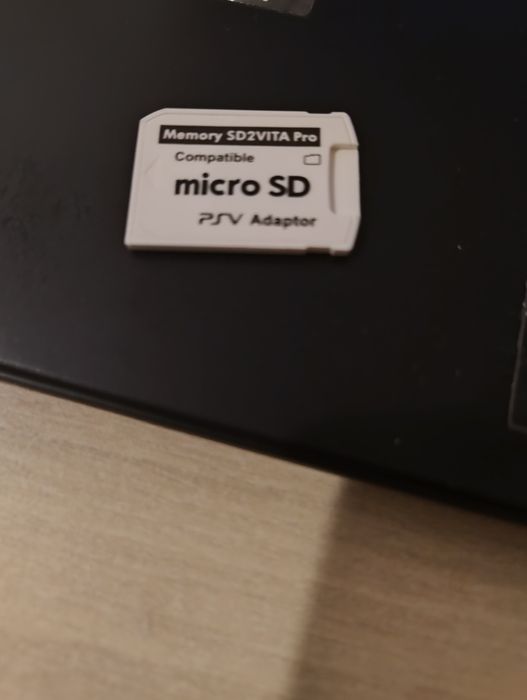 Memory SD2VITA Pro
Compatible
micro SD
PSV Adaptor